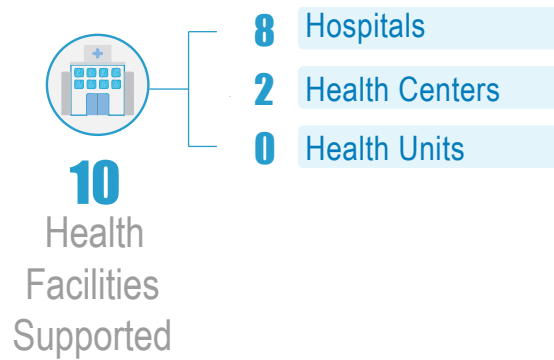 8 Hospitals
2 Health Centers
0 Health Units
10
Health
Facilities
Supported